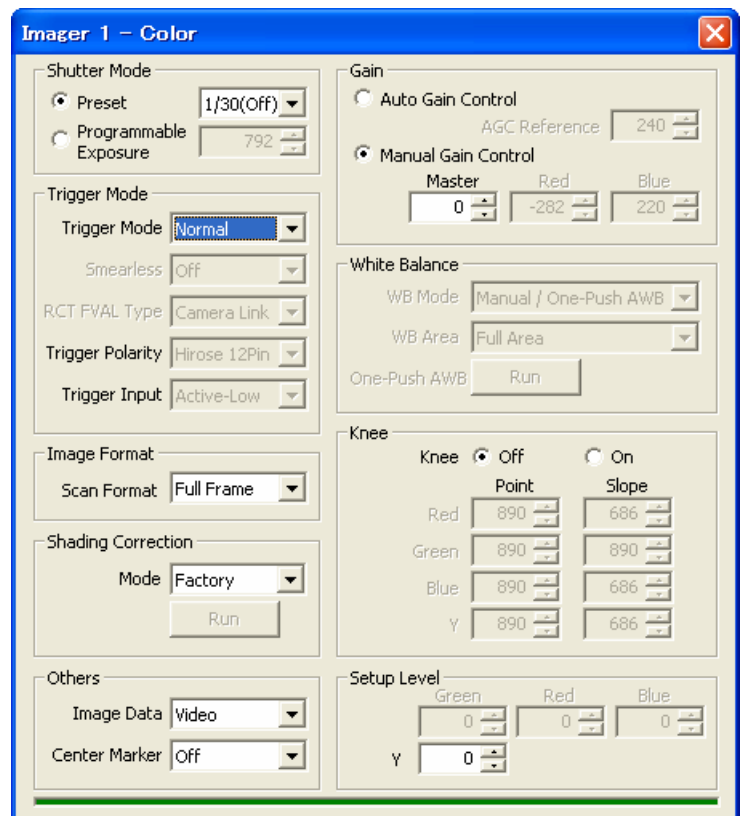 Imager 1 - Color
Shutter Mode
Preset 1/30(Off)
Programmable
Exposure 792
Trigger Mode
Trigger Mode Normal
Smearless Off
RCT FVAL Type Camera Link
Trigger Polarity Hirose 12Pin
Trigger Input Active-Low
Image Format
Scan Format Full Frame
Shading Correction
Mode Factory
Run
Others
Image Data Video
Center Marker Off
Gain
Auto Gain Control
AGC Reference 240
Manual Gain Control
Master Red Blue
0 -282 220
White Balance
WB Mode Manual / One-Push AWB
WB Area Full Area
One-Push AWB Run
Knee
Knee Off On
Point Slope
Red 890 686
Green 890 890
Blue 890 686
Y 890 686
Setup Level
Green Red Blue
0 0 0
Y 0